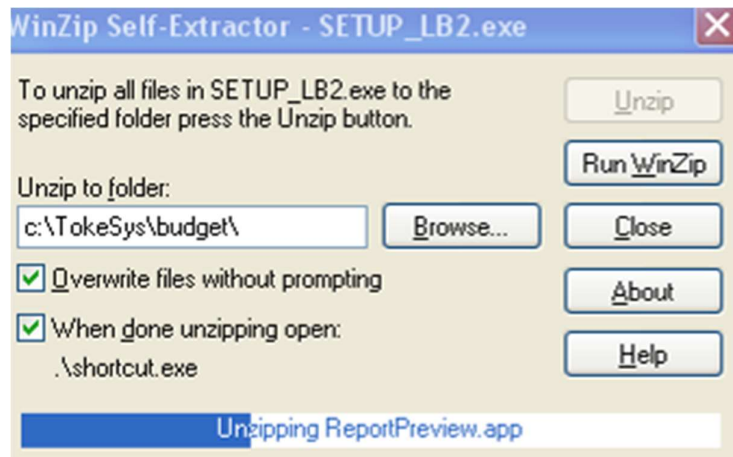 WinZip Self-Extractor - SETUP_LB2.exe
To unzip all files in SETUP_LB2.exe to the
specified folder press the Unzip button.
Unzip
Run WinZip
Unzip to folder:
c:\TokeSys\budget\
Browse...
Close
Overwrite files without prompting
About
When done unzipping open:
.\shortcut.exe
Help
Unzipping ReportPreview.app